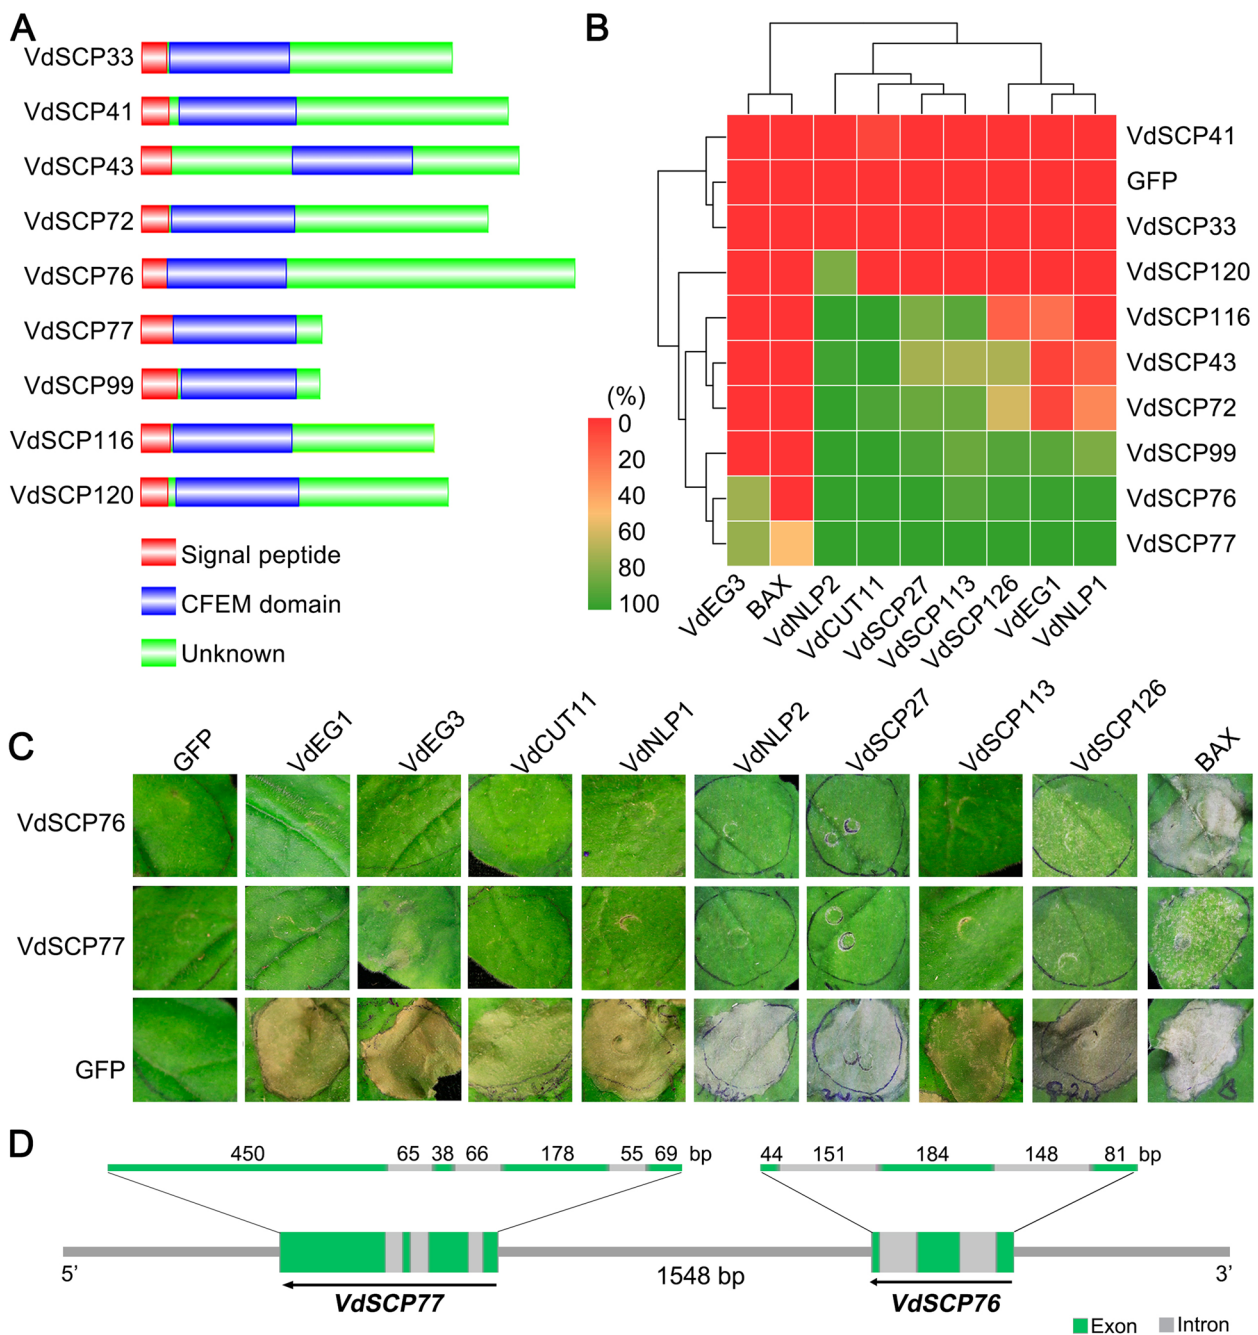 A
VdSCP33
VdSCP41
VdSCP43
VdSCP72
VdSCP76
VdSCP77
VdSCP99
VdSCP116
VdSCP120
Signal peptide
CFEM domain
Unknown
B
VdSCP41
GFP
VdSCP33
VdSCP120
VdSCP116
VdSCP43
VdSCP72
VdSCP99
VdSCP76
VdSCP77
(%)
0
20
40
60
80
100
VdEG3 BAX VdNLP2 VdCUT11 VdSCP27 VdSCP113 VdSCP126 VdEG1 VdNLP1
C
GFP VdEG1 VdEG3 VdCUT11 VdNLP1 VdNLP2 VdSCP27 VdSCP113 VdSCP126 BAX
VdSCP76
VdSCP77
GFP
D
450 65 38 66 178 55 69 bp
44 151 184 148 81 bp
5’ 1548 bp 3’
VdSCP77 VdSCP76
Exon Intron